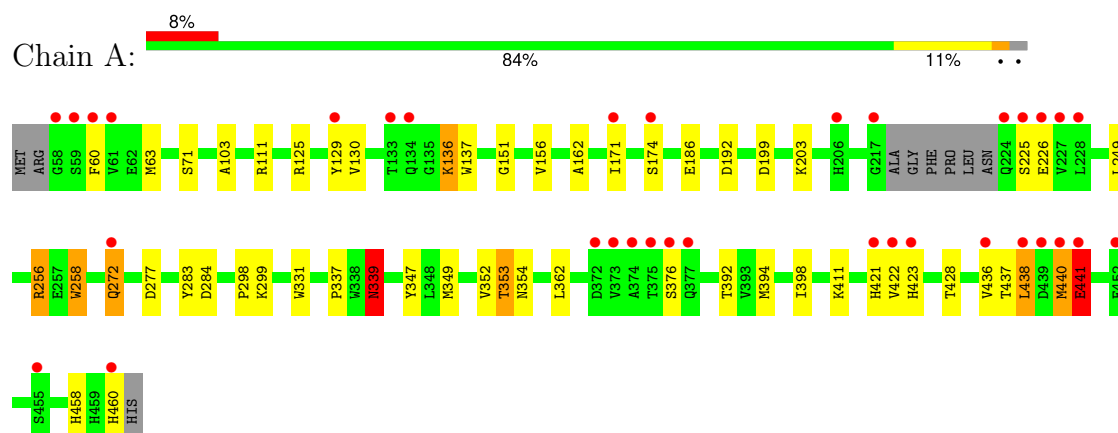 8%
Chain A:
84% 11% • •
MET ARG G58 S59 F60 V61 E62 M63 S71 A103 R111 R125 Y129 V130 T133 Q134 G135 K136 W137 G151 V156 A162 I171 S174 E186 D192 D199 K203 H206 G217 ALA GLY PHE PRO LEU ASN Q224 S225 E226 V227 L228
R256 E257 W258 Q272 D277 Y283 D284 P298 K299 W331 P337 W338 N339 Y347 L348 M349 V352 T353 N354 L362 D372 V373 A374 T375 S376 Q377 T392 V393 M394 I398 K411 H421 V422 H423 T428 V436 T437 L438 D439 M440 E441
S455 H458 H459 H460 HIS